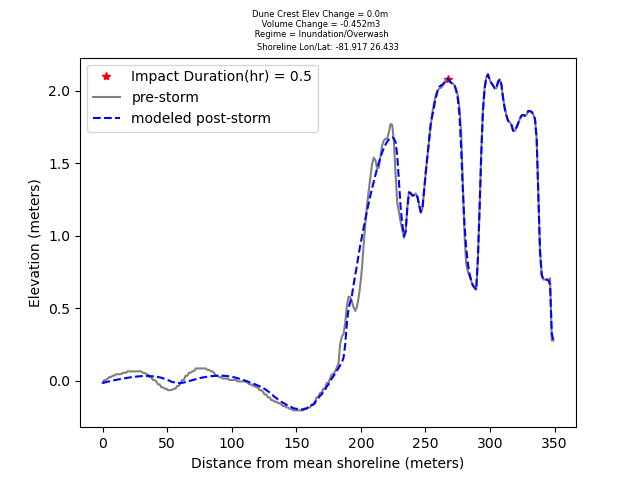 Dune Crest Elev Change = 0.0m
Volume Change = -0.452m3
Regime = Inundation/Overwash
Shoreline Lon/Lat: -81.917 26.433
Impact Duration(hr) = 0.5
pre-storm
modeled post-storm
Elevation (meters)
2.0
1.5
1.0
0.5
0.0
0 50 100 150 200 250 300 350
Distance from mean shoreline (meters)